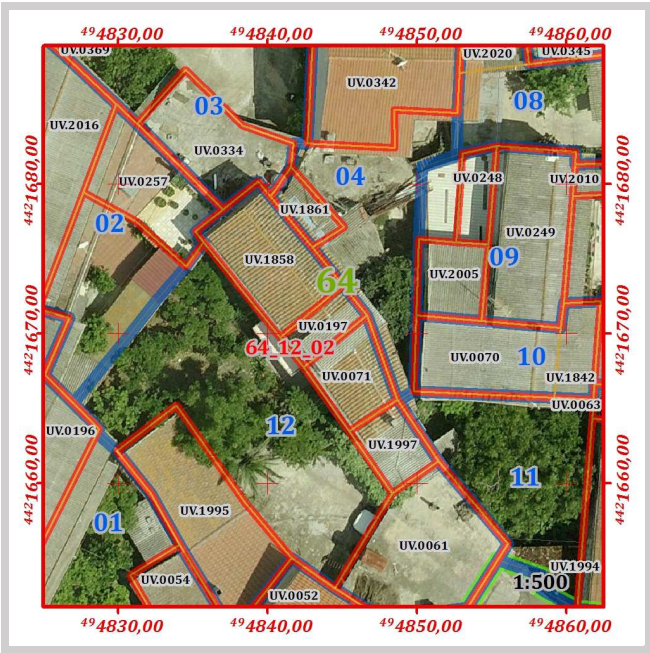 ⁴⁹4830,00 ⁴⁹4840,00 ⁴⁹4850,00 ⁴⁹4860,00
UV.0369
UV.2020
UV.0345
UV.0342
03
08
UV.2016
UV.0334
04
⁴⁴²¹680,00
⁴⁴²¹680,00
UV.0257
UV.0248
UV.2010
UV.1861
02
UV.0249
UV.1858
09
64
UV.2005
⁴⁴²¹670,00
⁴⁴²¹670,00
UV.0197
64_12_02
UV.0070
10
UV.0071
UV.1842
UV.0063
12
UV.0196
UV.1997
⁴⁴²¹660,00
⁴⁴²¹660,00
11
01
UV.1995
UV.0061
UV.1994
UV.0054
1:500
UV.0052
⁴⁹4830,00 ⁴⁹4840,00 ⁴⁹4850,00 ⁴⁹4860,00